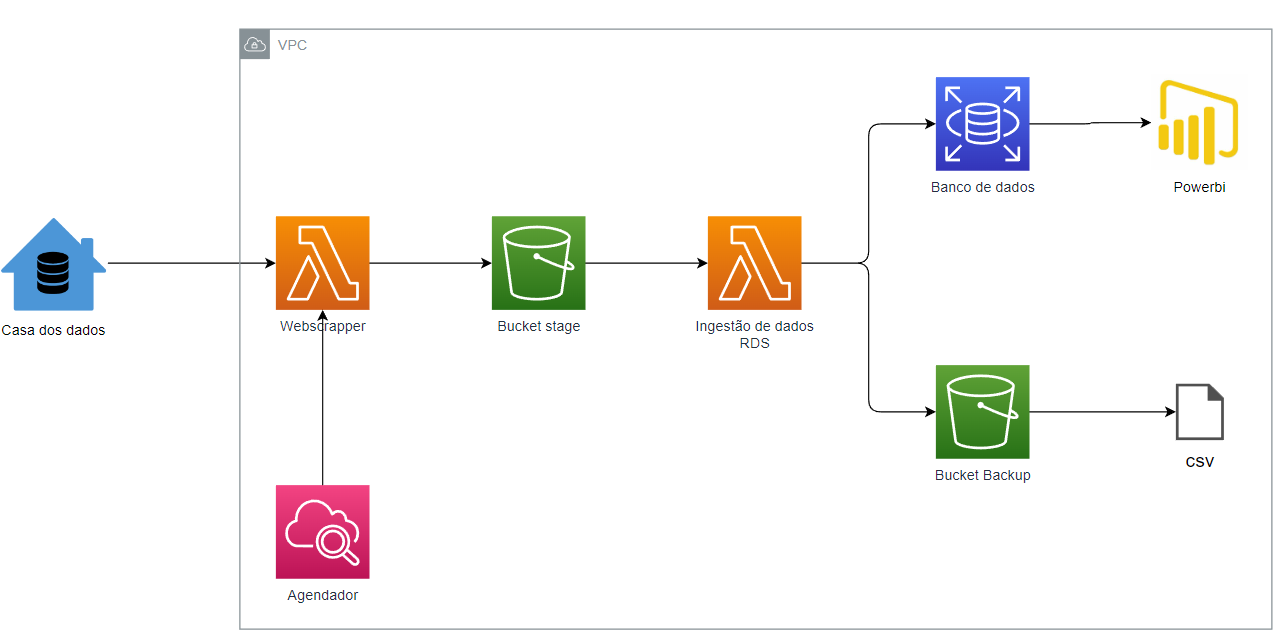 VPC
Banco de dados
Powerbi
Casa dos dados
Webscrapper
Bucket stage
Ingestão de dados
RDS
Bucket Backup
CSV
Agendador